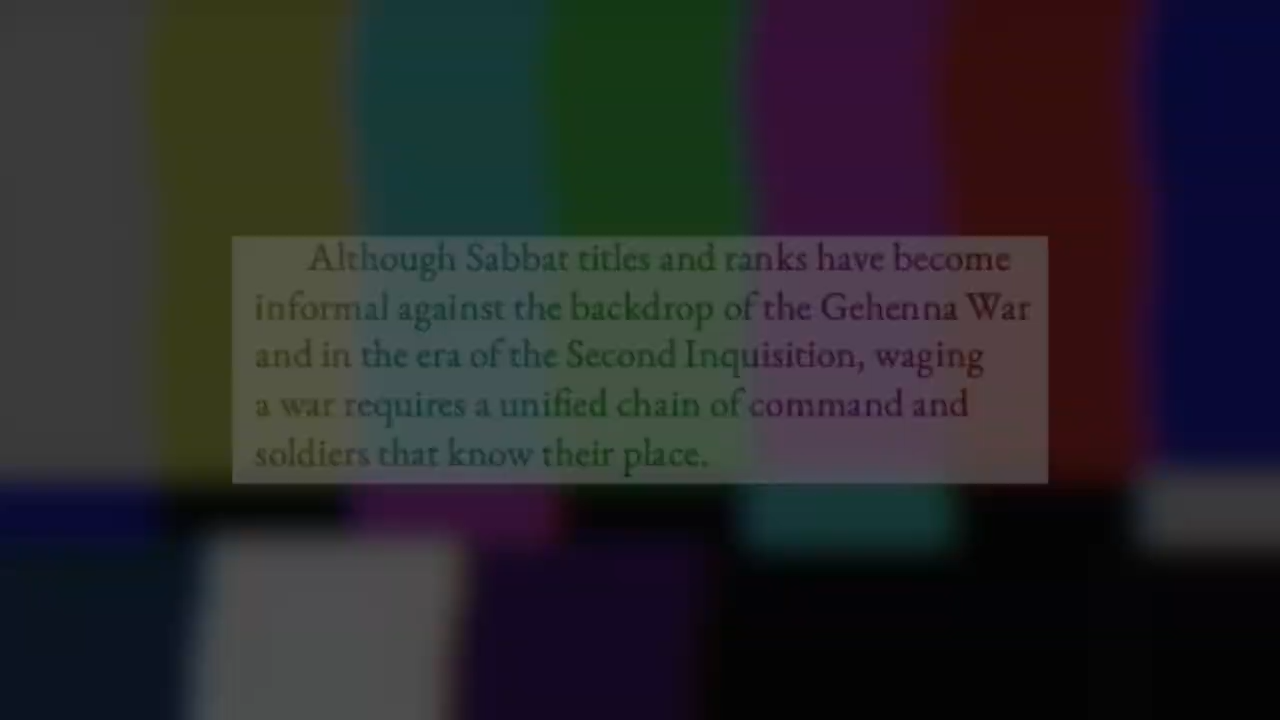 Although Sabbat titles and ranks have become
informal against the backdrop of the Gehenna War
and in the era of the Second Inquisition, waging
a war requires a unified chain of command and
soldiers that know their place.